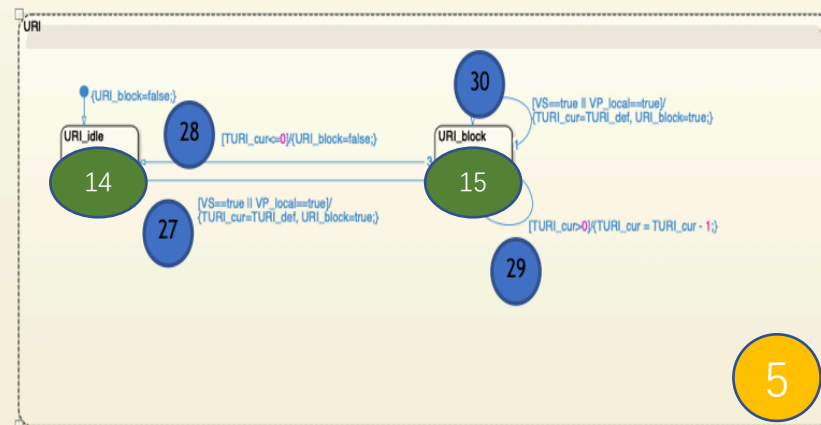 URI
30
{URI_block=false;}
[VS==true || VP_local==true]/
{TURI_cur=TURI_def, URI_block=true;}
28
URI_idle
[TURI_cur<=0]/{URI_block=false;}
URI_block
1
3
14
15
[VS==true || VP_local==true]/
{TURI_cur=TURI_def, URI_block=true;}
27
[TURI_cur>0]/{TURI_cur = TURI_cur - 1;}
29
5